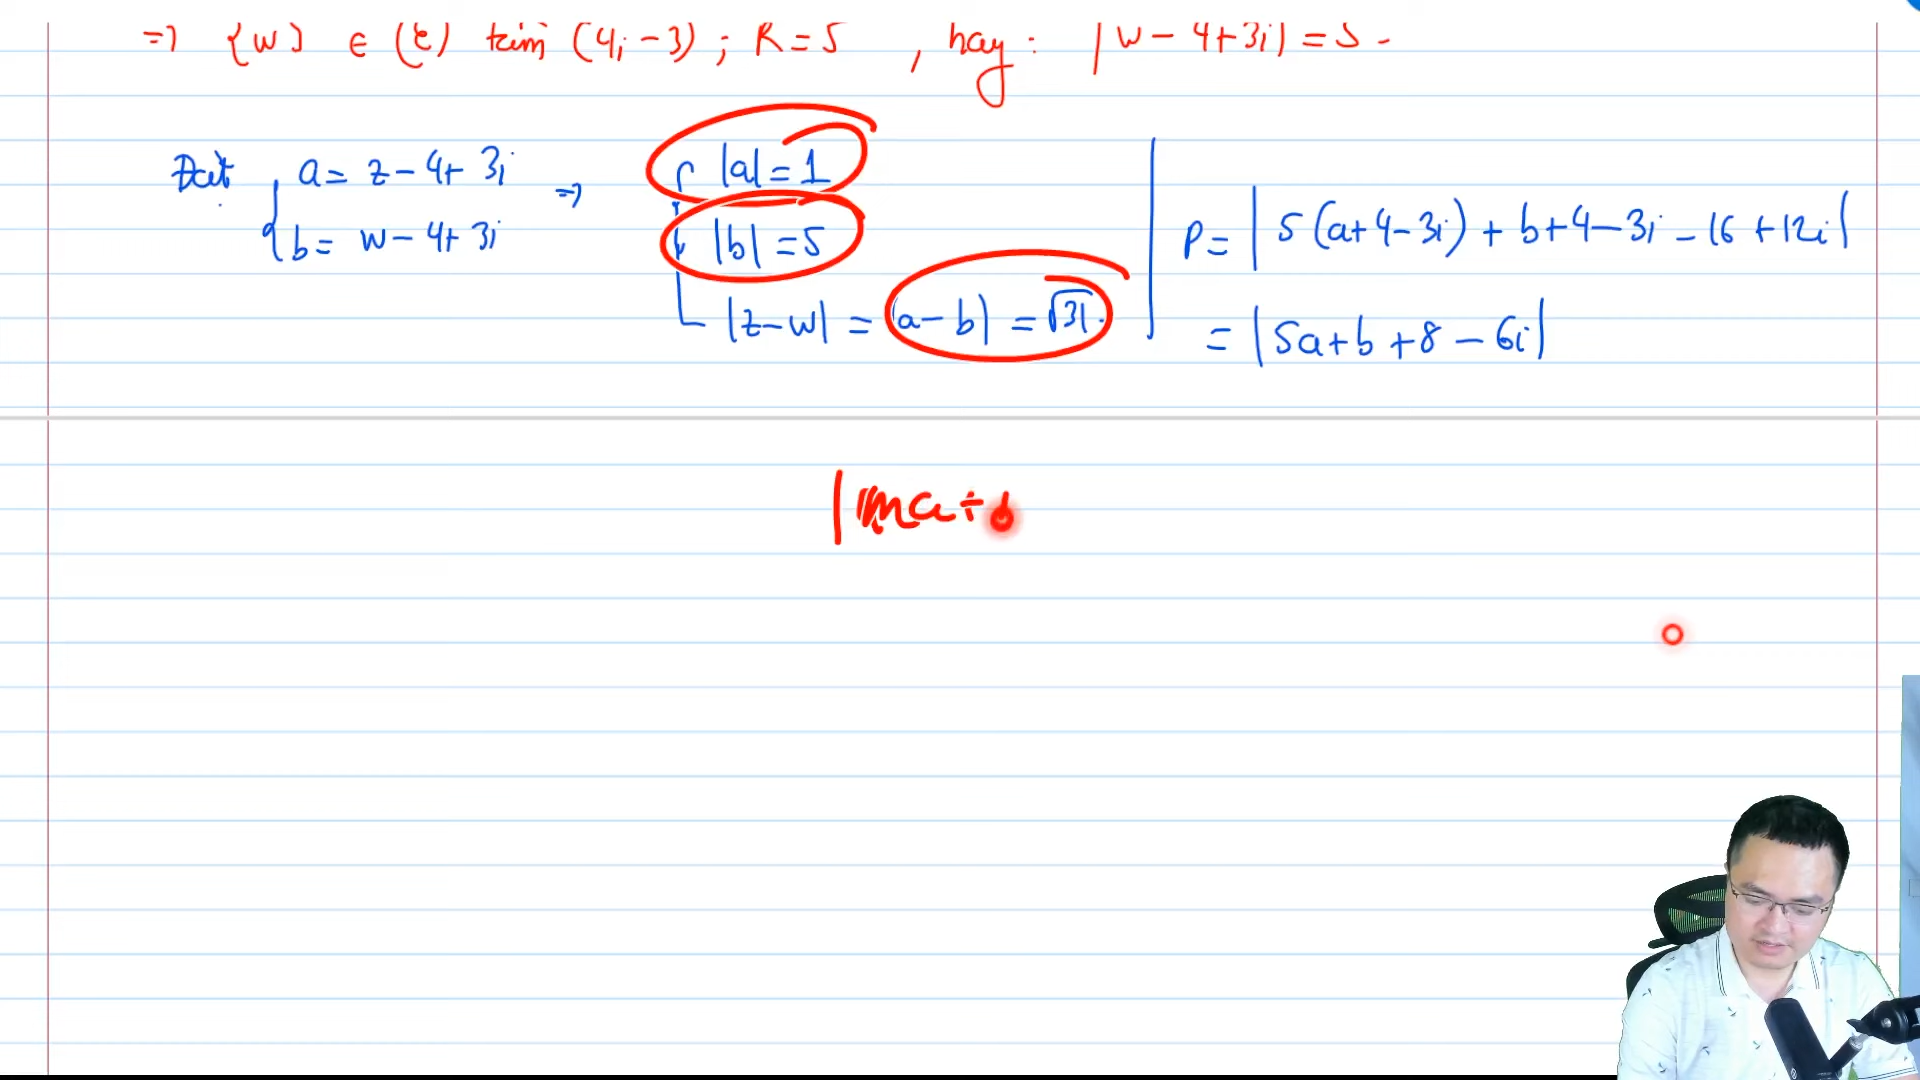 => {w} ∈ (C) tâm (4; -3); R = 5, hay: |w - 4 + 3i| = 5.
Đặt { a = z - 4 + 3i
b = w - 4 + 3i
=> |a| = 1
|b| = 5
|z - w| = |a - b| = √31.
P = |5(a + 4 - 3i) + b + 4 - 3i - 16 + 12i|
= |5a + b + 8 - 6i|
|ma +